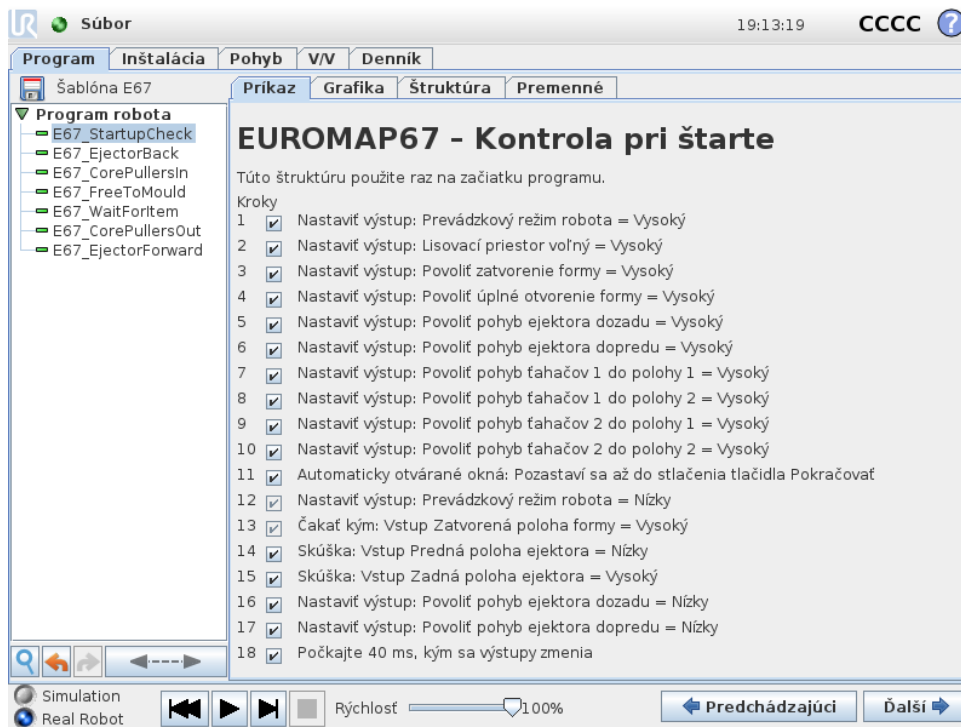 UR Súbor 19:13:19 CCCC ?
Program Inštalácia Pohyb V/V Denník
Šablóna E67 Príkaz Grafika Štruktúra Premenné
Program robota
E67_StartupCheck
E67_EjectorBack
E67_CorePullersIn
E67_FreeToMould
E67_WaitForItem
E67_CorePullersOut
E67_EjectorForward
EUROMAP67 – Kontrola pri štarte
Túto štruktúru použite raz na začiatku programu.
Kroky
1 Nastaviť výstup: Prevádzkový režim robota = Vysoký
2 Nastaviť výstup: Lisovací priestor voľný = Vysoký
3 Nastaviť výstup: Povoliť zatvorenie formy = Vysoký
4 Nastaviť výstup: Povoliť úplné otvorenie formy = Vysoký
5 Nastaviť výstup: Povoliť pohyb ejektora dozadu = Vysoký
6 Nastaviť výstup: Povoliť pohyb ejektora dopredu = Vysoký
7 Nastaviť výstup: Povoliť pohyb ťahačov 1 do polohy 1 = Vysoký
8 Nastaviť výstup: Povoliť pohyb ťahačov 1 do polohy 2 = Vysoký
9 Nastaviť výstup: Povoliť pohyb ťahačov 2 do polohy 1 = Vysoký
10 Nastaviť výstup: Povoliť pohyb ťahačov 2 do polohy 2 = Vysoký
11 Automaticky otvárané okná: Pozastaví sa až do stlačenia tlačidla Pokračovať
12 Nastaviť výstup: Prevádzkový režim robota = Nízky
13 Čakať kým: Vstup Zatvorená poloha formy = Vysoký
14 Skúška: Vstup Predná poloha ejektora = Nízky
15 Skúška: Vstup Zadná poloha ejektora = Vysoký
16 Nastaviť výstup: Povoliť pohyb ejektora dozadu = Nízky
17 Nastaviť výstup: Povoliť pohyb ejektora dopredu = Nízky
18 Počkajte 40 ms, kým sa výstupy zmenia
Simulation
Real Robot
Rýchlosť 100% Predchádzajúci Ďalší